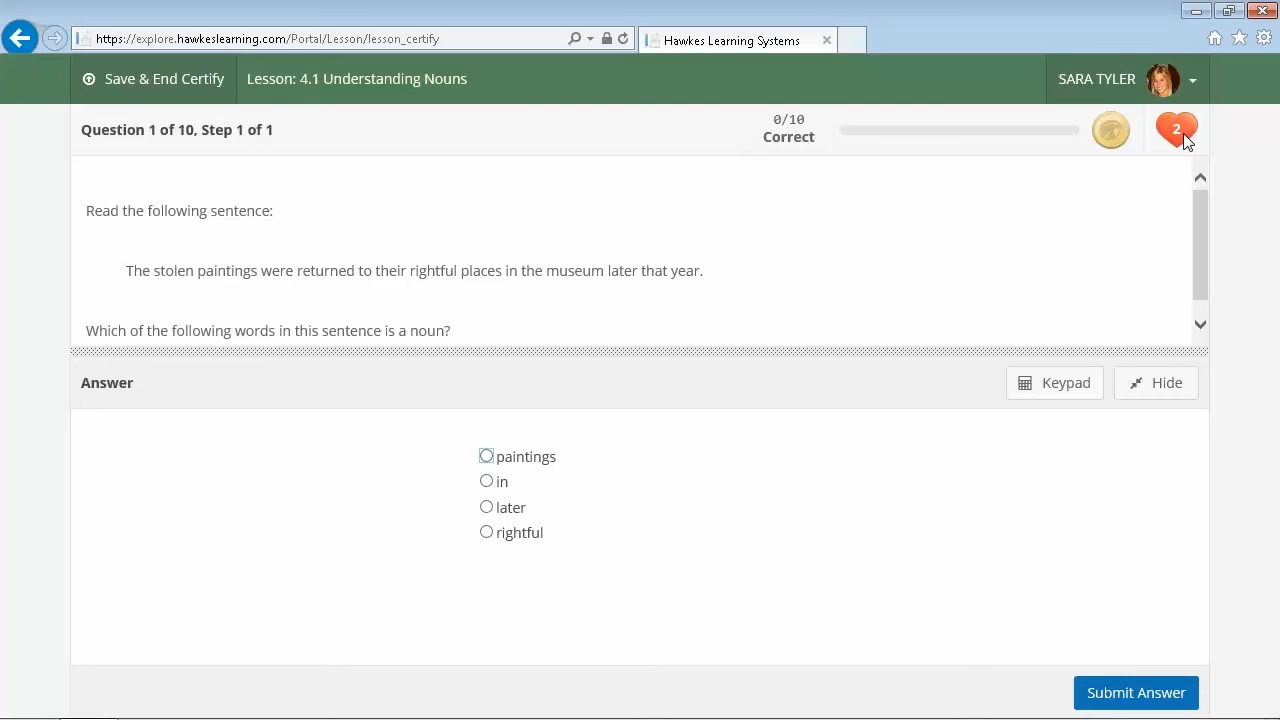 https://explore.hawkeslearning.com/Portal/Lesson/lesson_certify
Hawkes Learning Systems
Save & End Certify
Lesson: 4.1 Understanding Nouns
SARA TYLER
Question 1 of 10, Step 1 of 1
0/10
Correct
2
Read the following sentence:
The stolen paintings were returned to their rightful places in the museum later that year.
Which of the following words in this sentence is a noun?
Answer
Keypad
Hide
paintings
in
later
rightful
Submit Answer